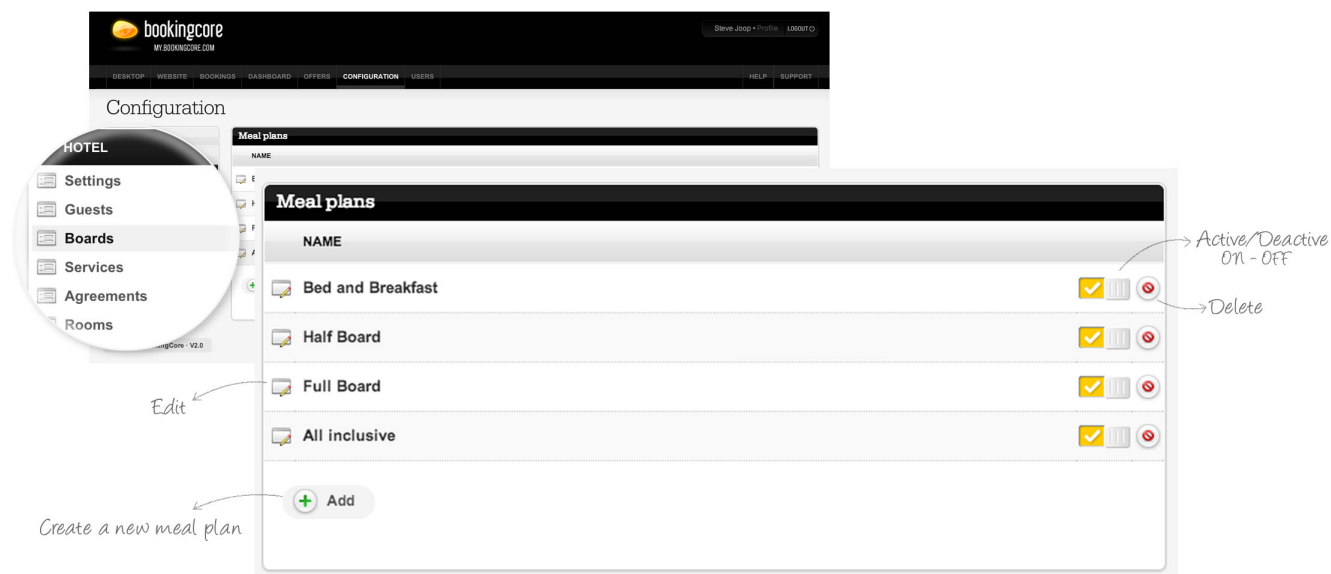 bookingcore
MY.BOOKINGCORE.COM
Steve Joop • Profile LOGOUT
DESKTOP WEBSITE BOOKINGS DASHBOARD OFFERS CONFIGURATION USERS HELP SUPPORT
Configuration
HOTEL
Settings
Guests
Boards
Services
Agreements
Rooms
Meal plans
NAME
V2.0
Meal plans
NAME
Bed and Breakfast
Half Board
Full Board
All inclusive
Add
Active/Deactive
ON - OFF
Delete
Edit
Create a new meal plan